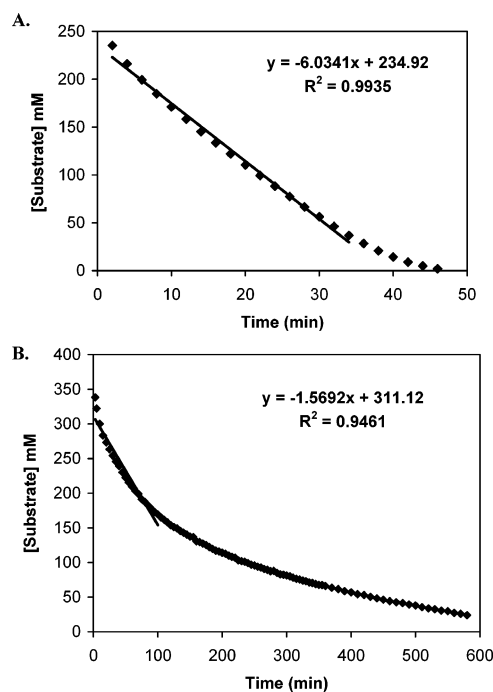 A.
250
200
150
100
50
0
[Substrate] mM
y = -6.0341x + 234.92
R² = 0.9935
0 10 20 30 40 50
Time (min)
B.
400
350
300
250
200
150
100
50
0
[Substrate] mM
y = -1.5692x + 311.12
R² = 0.9461
0 100 200 300 400 500 600
Time (min)